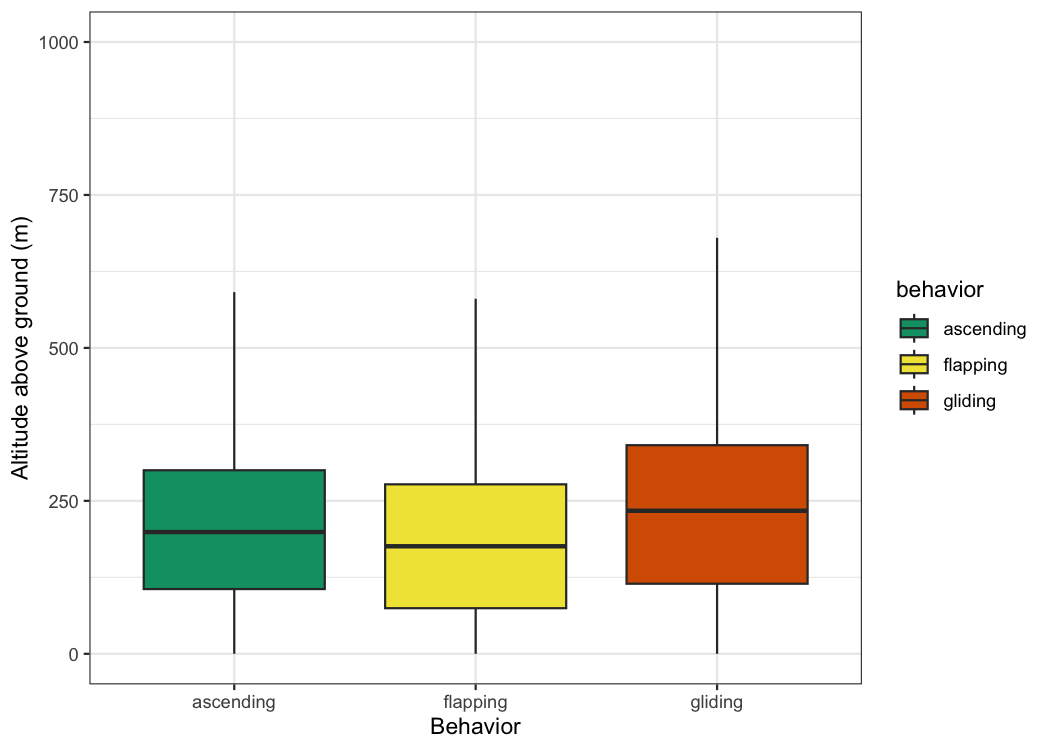 Altitude above ground (m)
1000
750
500
250
0
ascending flapping gliding
Behavior
behavior
ascending
flapping
gliding